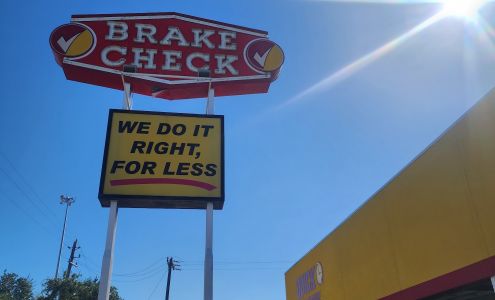 BRAKE
CHECK
WE DO IT
RIGHT,
FOR LESS